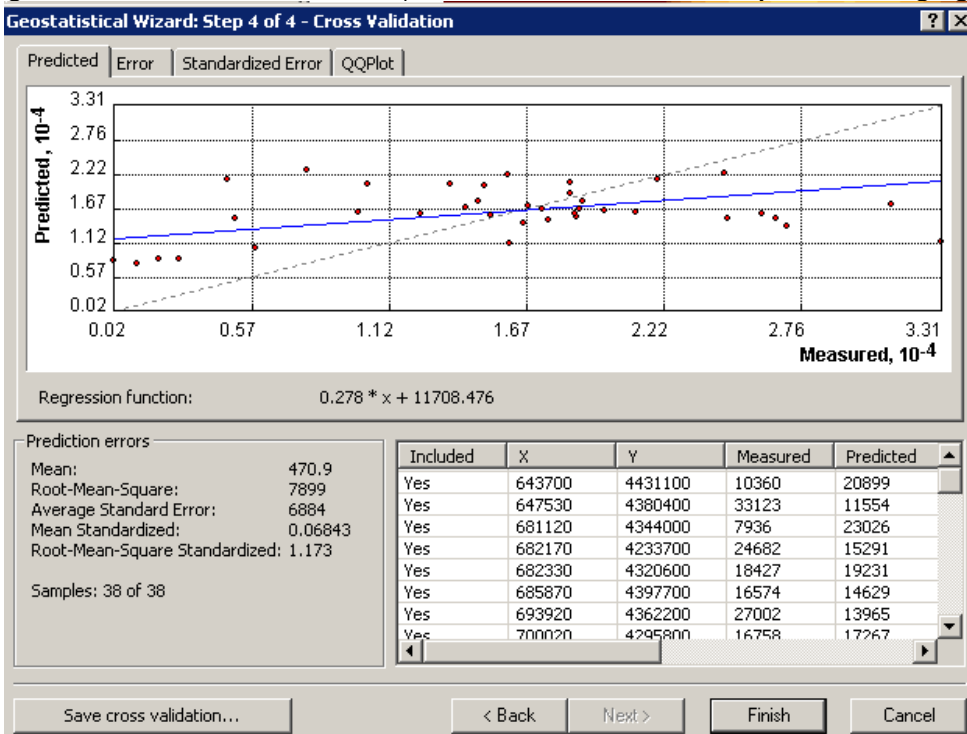 Geostatistical Wizard: Step 4 of 4 - Cross Validation
Predicted Error Standardized Error QQPlot
Predicted, 10-4
3.31
2.76
2.22
1.67
1.12
0.57
0.02
0.02 0.57 1.12 1.67 2.22 2.76 3.31
Measured, 10-4
Regression function: 0.278 * x + 11708.476
Prediction errors
Mean: 470.9
Root-Mean-Square: 7899
Average Standard Error: 6884
Mean Standardized: 0.06843
Root-Mean-Square Standardized: 1.173
Samples: 38 of 38
Included X Y Measured Predicted
Yes 643700 4431100 10360 20899
Yes 647530 4380400 33123 11554
Yes 681120 4344000 7936 23026
Yes 682170 4233700 24682 15291
Yes 682330 4320600 18427 19231
Yes 685870 4397700 16574 14629
Yes 693920 4362200 27002 13965
Yes 700020 4295800 16758 17267
Save cross validation... < Back Next > Finish Cancel